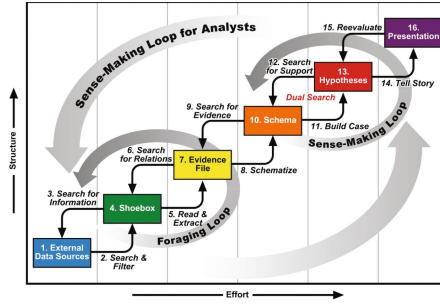 Sense-Making Loop for Analysts
15. Reevaluate
16.
Presentation
12. Search
for Support
13.
Hypotheses
14. Tell Story
Dual Search
9. Search for
Evidence
10. Schema
11. Build Case
Sense-Making Loop
6. Search
for Relations
7. Evidence
File
8. Schematize
3. Search for
Information
4. Shoebox
5. Read &
Extract
Foraging Loop
1. External
Data Sources
2. Search &
Filter
Structure
Effort